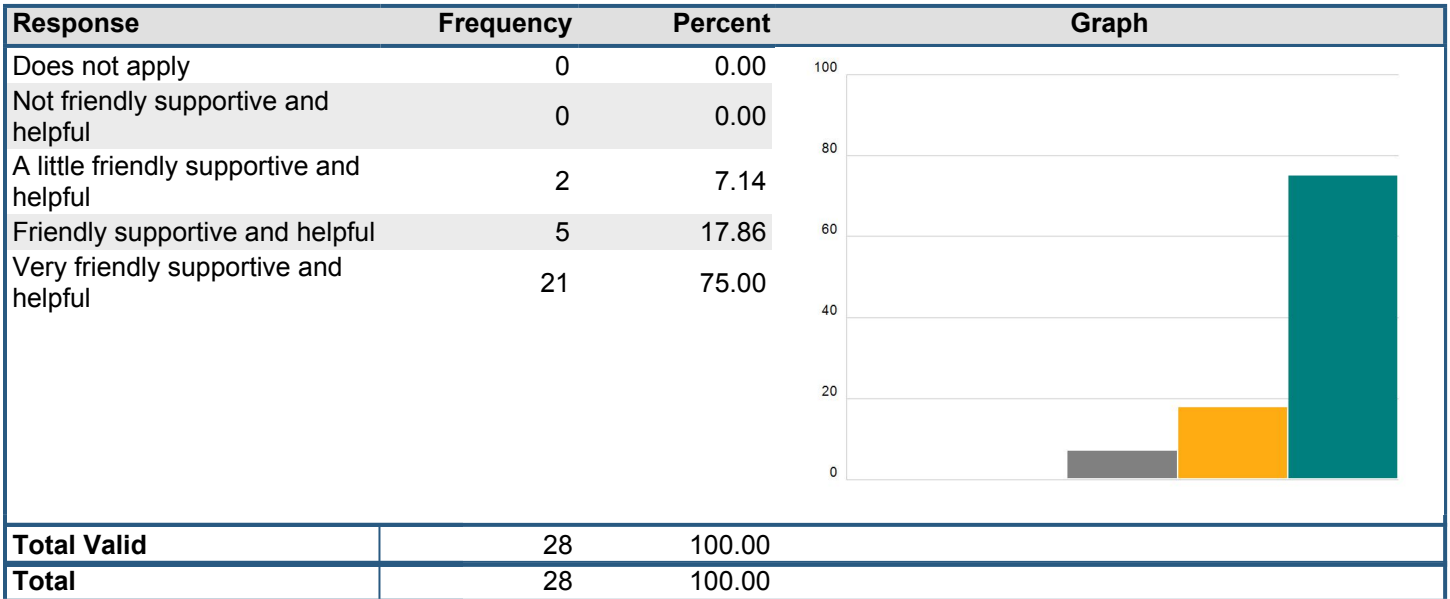 Response Frequency Percent Graph
Does not apply 0 0.00
Not friendly supportive and
helpful 0 0.00
A little friendly supportive and
helpful 2 7.14
Friendly supportive and helpful 5 17.86
Very friendly supportive and
helpful 21 75.00
100
80
60
40
20
0
Total Valid 28 100.00
Total 28 100.00